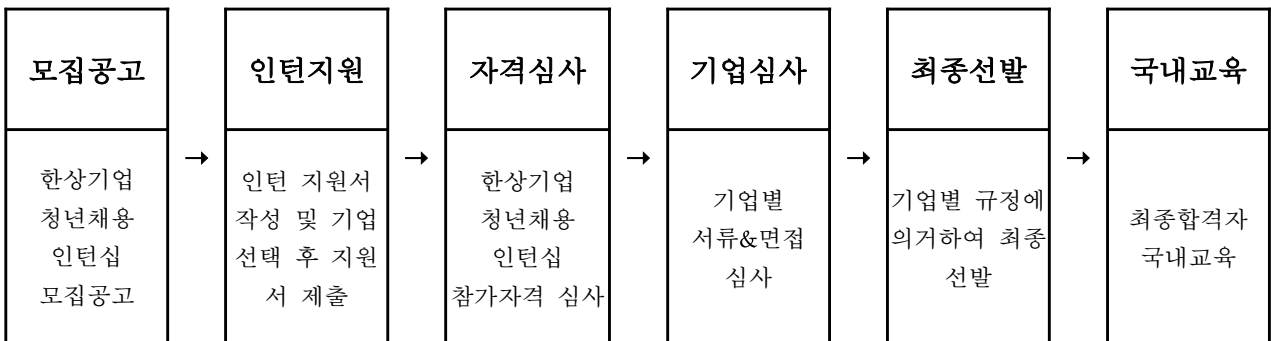 모집공고
한상기업
청년채용
인턴십
모집공고
→
인턴지원
인턴 지원서
작성 및 기업
선택 후 지원
서 제출
→
자격심사
한상기업
청년채용
인턴십
참가자격 심사
→
기업심사
기업별
서류&면접
심사
→
최종선발
기업별 규정에
의거하여 최종
선발
→
국내교육
최종합격자
국내교육